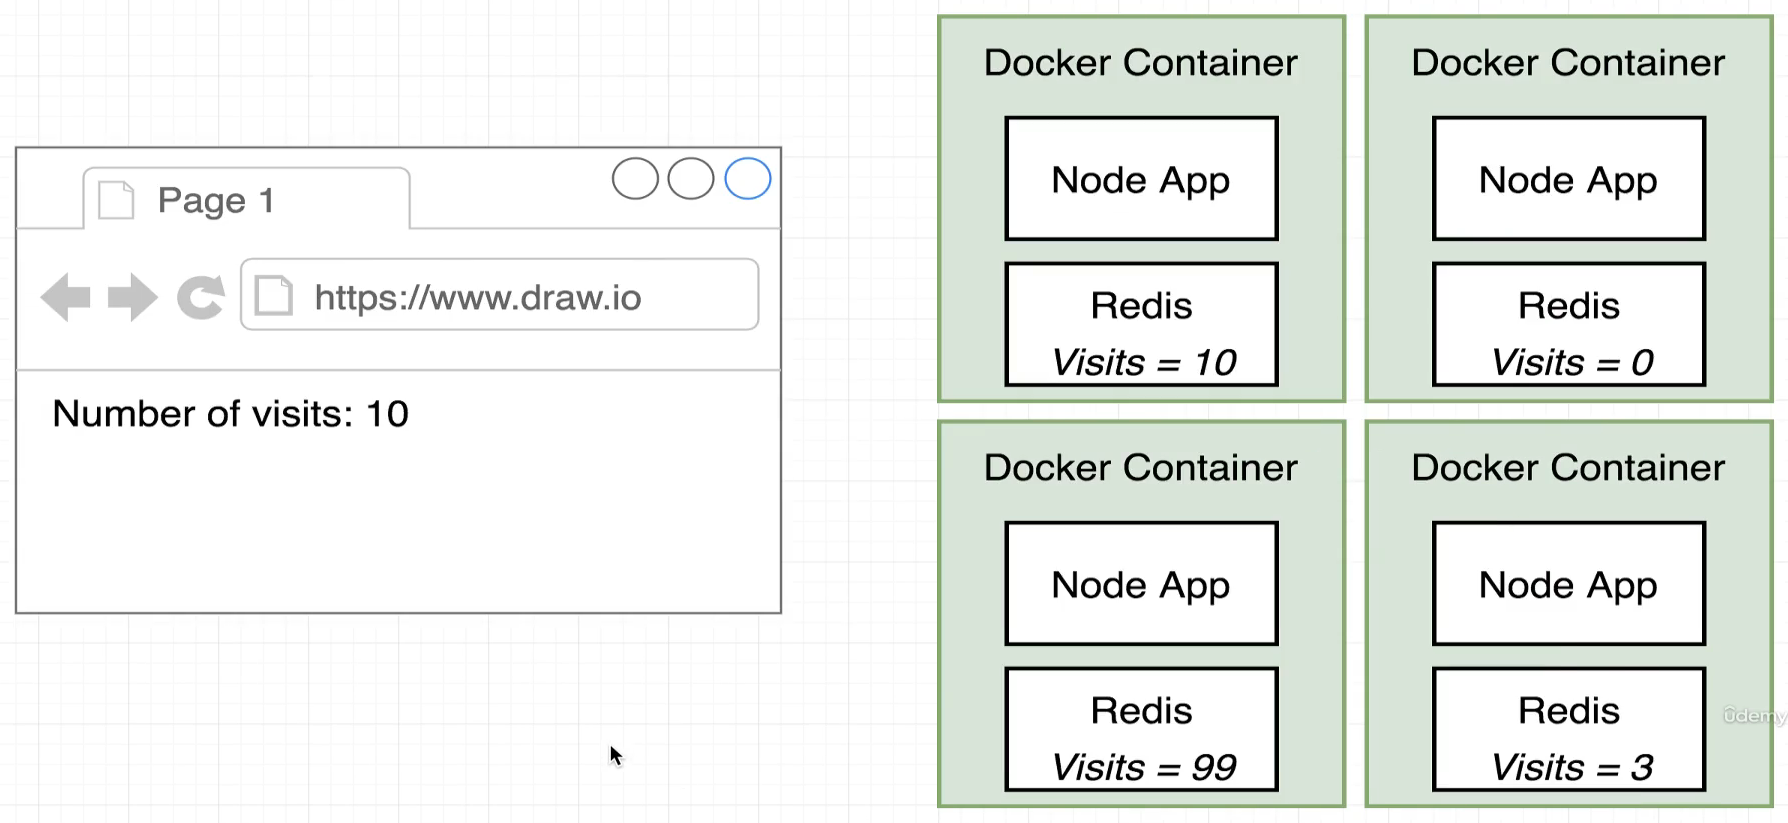 Page 1
https://www.draw.io
Number of visits: 10
Docker Container
Node App
Redis
Visits = 10
Docker Container
Node App
Redis
Visits = 0
Docker Container
Node App
Redis
Visits = 99
Docker Container
Node App
Redis
Visits = 3
ûdemy